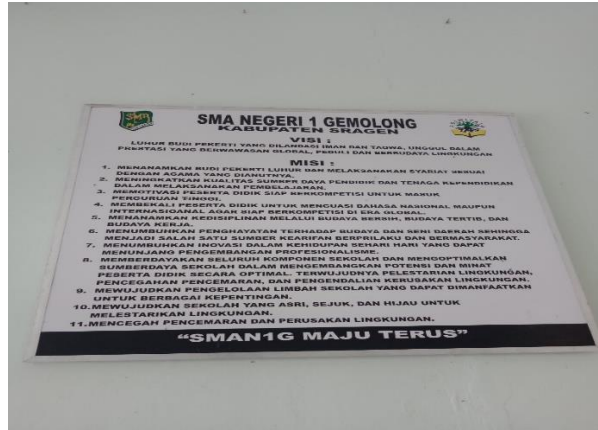 SMA NEGERI 1 GEMOLONG
KABUPATEN SRAGEN
VISI :
LUHUR BUDI PEKERTI YANG DILANDASI IMAN DAN TAQWA, UNGGUL DALAM
PRESTASI YANG BERWAWASAN GLOBAL, PEDULI DAN BERBUDAYA LINGKUNGAN
MISI :
1. MENANAMKAN BUDI PEKERTI LUHUR DAN MELAKSANAKAN SYARIAT SESUAI
DENGAN AGAMA YANG DIANUTNYA.
2. MENINGKATKAN KUALITAS SUMBER DAYA PENDIDIK DAN TENAGA KEPENDIDIKAN
DALAM MELAKSANAKAN PEMBELAJARAN.
3. MEMOTIVASI PESERTA DIDIK SIAP BERKOMPETISI UNTUK MASUK
PERGURUAN TINGGI.
4. MEMBEKALI PESERTA DIDIK UNTUK MENGUASI BAHASA NASIONAL MAUPUN
INTERNASIOANAL AGAR SIAP BERKOMPETISI DI ERA GLOBAL.
5. MENANAMKAN KEDISIPLINAN MELALUI BUDAYA BERSIH, BUDAYA TERTIB, DAN
BUDAYA KERJA.
6. MENUMBUHKAN PENGHAYATAN TERHADAP BUDAYA DAN SENI DAERAH SEHINGGA
MENJADI SALAH SATU SUMBER KEARIFAN BERPRILAKU DAN BERMASYARAKAT.
7. MENUMBUHKAN INOVASI DALAM KEHIDUPAN SEHARI HARI YANG DAPAT
MENUNJANG PENGEMBANGAN PROFESIONALISME.
8. MEMBERDAYAKAN SELURUH KOMPONEN SEKOLAH DAN MENGOPTIMALKAN
SUMBERDAYA SEKOLAH DALAM MENGEMBANGKAN POTENSI DAN MINAT
PESERTA DIDIK SECARA OPTIMAL. TERWUJUDNYA PELESTARIAN LINGKUNGAN,
PENCEGAHAN PENCEMARAN, DAN PENGENDALIAN KERUSAKAN LINGKUNGAN.
9. MEWUJUDKAN PENGELOLAAN LIMBAH SEKOLAH YANG DAPAT DIMANFAATKAN
UNTUK BERBAGAI KEPENTINGAN.
10.MEWUJUDKAN SEKOLAH YANG ASRI, SEJUK, DAN HIJAU UNTUK
MELESTARIKAN LINGKUNGAN.
11.MENCEGAH PENCEMARAN DAN PERUSAKAN LINGKUNGAN.
"SMAN1G MAJU TERUS"